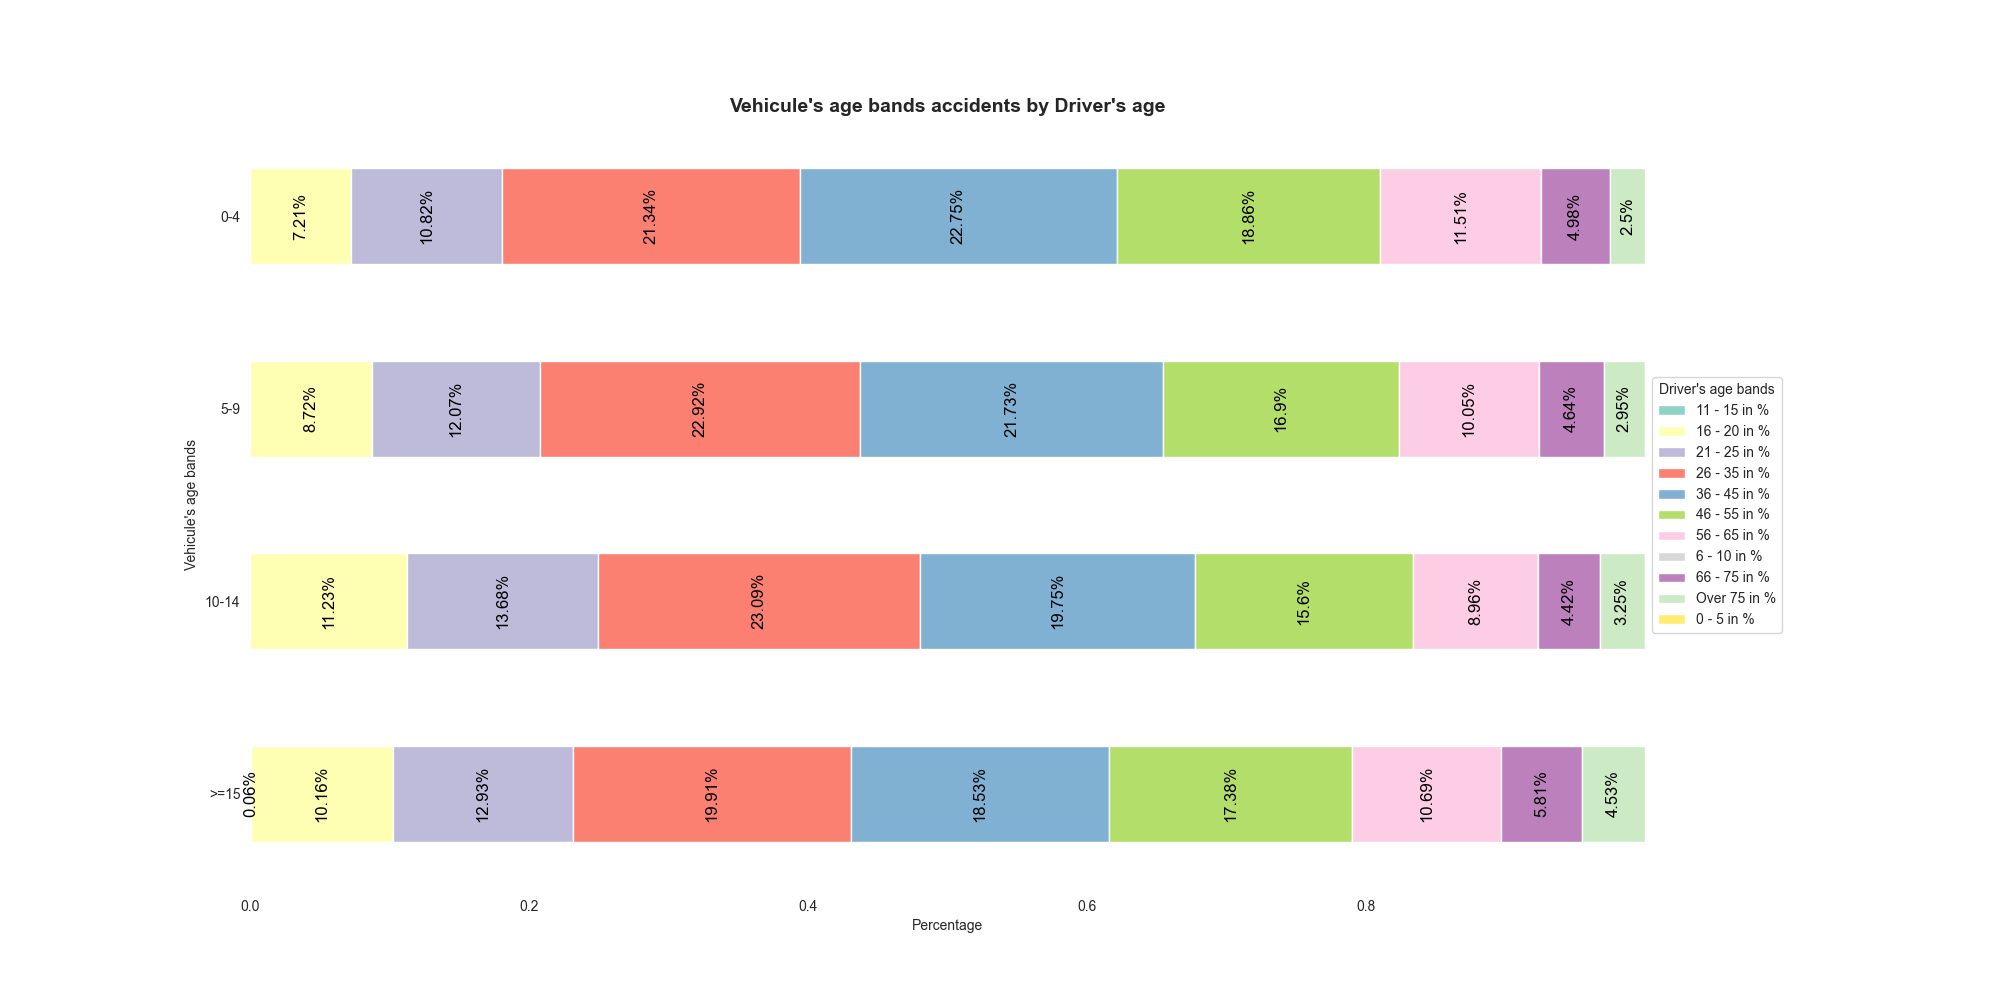 Vehicule's age bands accidents by Driver's age
0-4
7.21%
10.82%
21.34%
22.75%
18.86%
11.51%
4.98%
2.5%
5-9
8.72%
12.07%
22.92%
21.73%
16.9%
10.05%
4.64%
2.95%
10-14
11.23%
13.68%
23.09%
19.75%
15.6%
8.96%
4.42%
3.25%
>=15
0.06%
10.16%
12.93%
19.91%
18.53%
17.38%
10.69%
5.81%
4.53%
Vehicule's age bands
0.0
0.2
0.4
0.6
0.8
Percentage
Driver's age bands
11 - 15 in %
16 - 20 in %
21 - 25 in %
26 - 35 in %
36 - 45 in %
46 - 55 in %
56 - 65 in %
6 - 10 in %
66 - 75 in %
Over 75 in %
0 - 5 in %